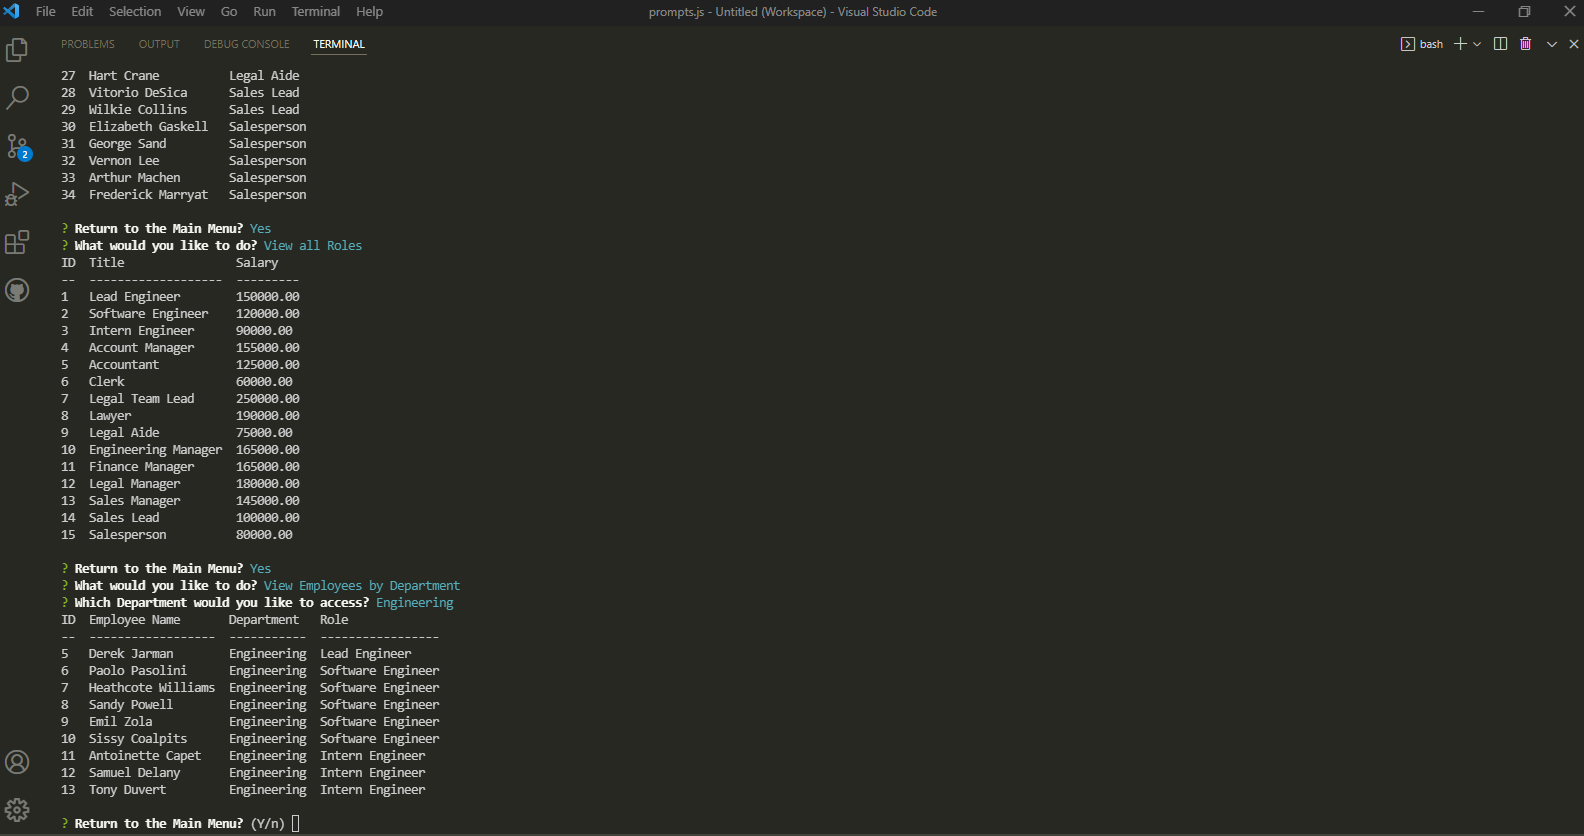 File Edit Selection View Go Run Terminal Help prompts.js - Untitled (Workspace) - Visual Studio Code
PROBLEMS OUTPUT DEBUG CONSOLE TERMINAL bash
27 Hart Crane Legal Aide
28 Vitorio DeSica Sales Lead
29 Wilkie Collins Sales Lead
30 Elizabeth Gaskell Salesperson
31 George Sand Salesperson
32 Vernon Lee Salesperson
33 Arthur Machen Salesperson
34 Frederick Marryat Salesperson
? Return to the Main Menu? Yes
? What would you like to do? View all Roles
ID Title Salary
-- ------------------- ---------
1 Lead Engineer 150000.00
2 Software Engineer 120000.00
3 Intern Engineer 90000.00
4 Account Manager 155000.00
5 Accountant 125000.00
6 Clerk 60000.00
7 Legal Team Lead 250000.00
8 Lawyer 190000.00
9 Legal Aide 75000.00
10 Engineering Manager 165000.00
11 Finance Manager 165000.00
12 Legal Manager 180000.00
13 Sales Manager 145000.00
14 Sales Lead 100000.00
15 Salesperson 80000.00
? Return to the Main Menu? Yes
? What would you like to do? View Employees by Department
? Which Department would you like to access? Engineering
ID Employee Name Department Role
-- ------------------ ----------- -----------------
5 Derek Jarman Engineering Lead Engineer
6 Paolo Pasolini Engineering Software Engineer
7 Heathcote Williams Engineering Software Engineer
8 Sandy Powell Engineering Software Engineer
9 Emil Zola Engineering Software Engineer
10 Sissy Coalpits Engineering Software Engineer
11 Antoinette Capet Engineering Intern Engineer
12 Samuel Delany Engineering Intern Engineer
13 Tony Duvert Engineering Intern Engineer
? Return to the Main Menu? (Y/n)
2